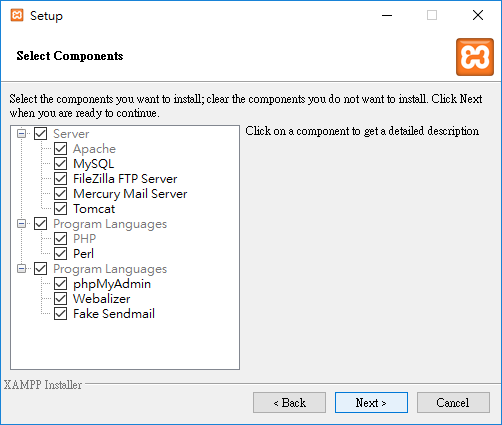 Setup
Select Components
Select the components you want to install; clear the components you do not want to install. Click Next
when you are ready to continue.
Server
Apache
MySQL
FileZilla FTP Server
Mercury Mail Server
Tomcat
Program Languages
PHP
Perl
Program Languages
phpMyAdmin
Webalizer
Fake Sendmail
Click on a component to get a detailed description
XAMPP Installer
< Back
Next >
Cancel